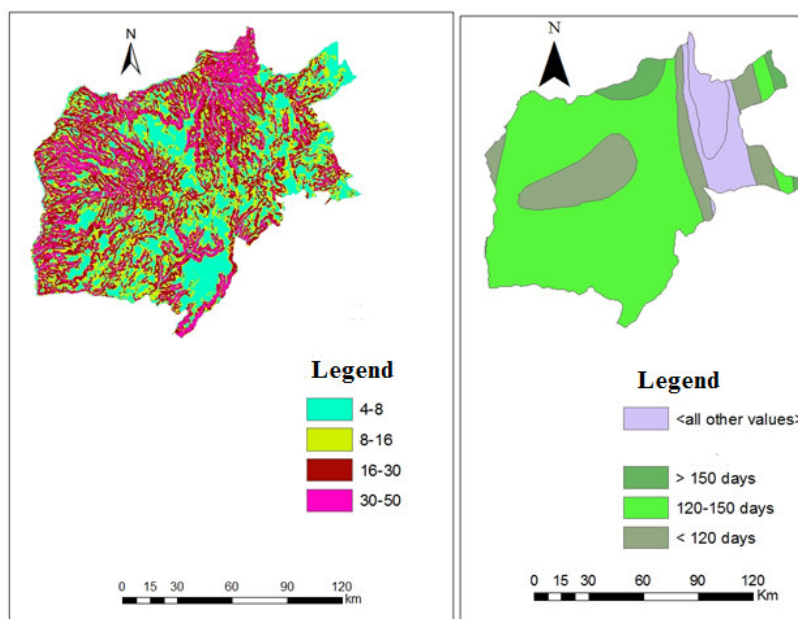 N
Legend
4-8
8-16
16-30
30-50
0 15 30 60 90 120
km
N
Legend
<all other values>
> 150 days
120-150 days
< 120 days
0 15 30 60 90 120
Km